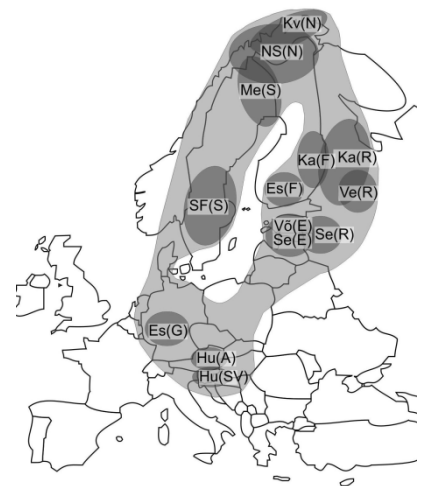 Kv(N)
NS(N)
Me(S)
Ka(F)
Ka(R)
Es(F)
Ve(R)
SF(S)
Võ(E)
Se(E)
Se(R)
Es(G)
Hu(A)
Hu(SV)